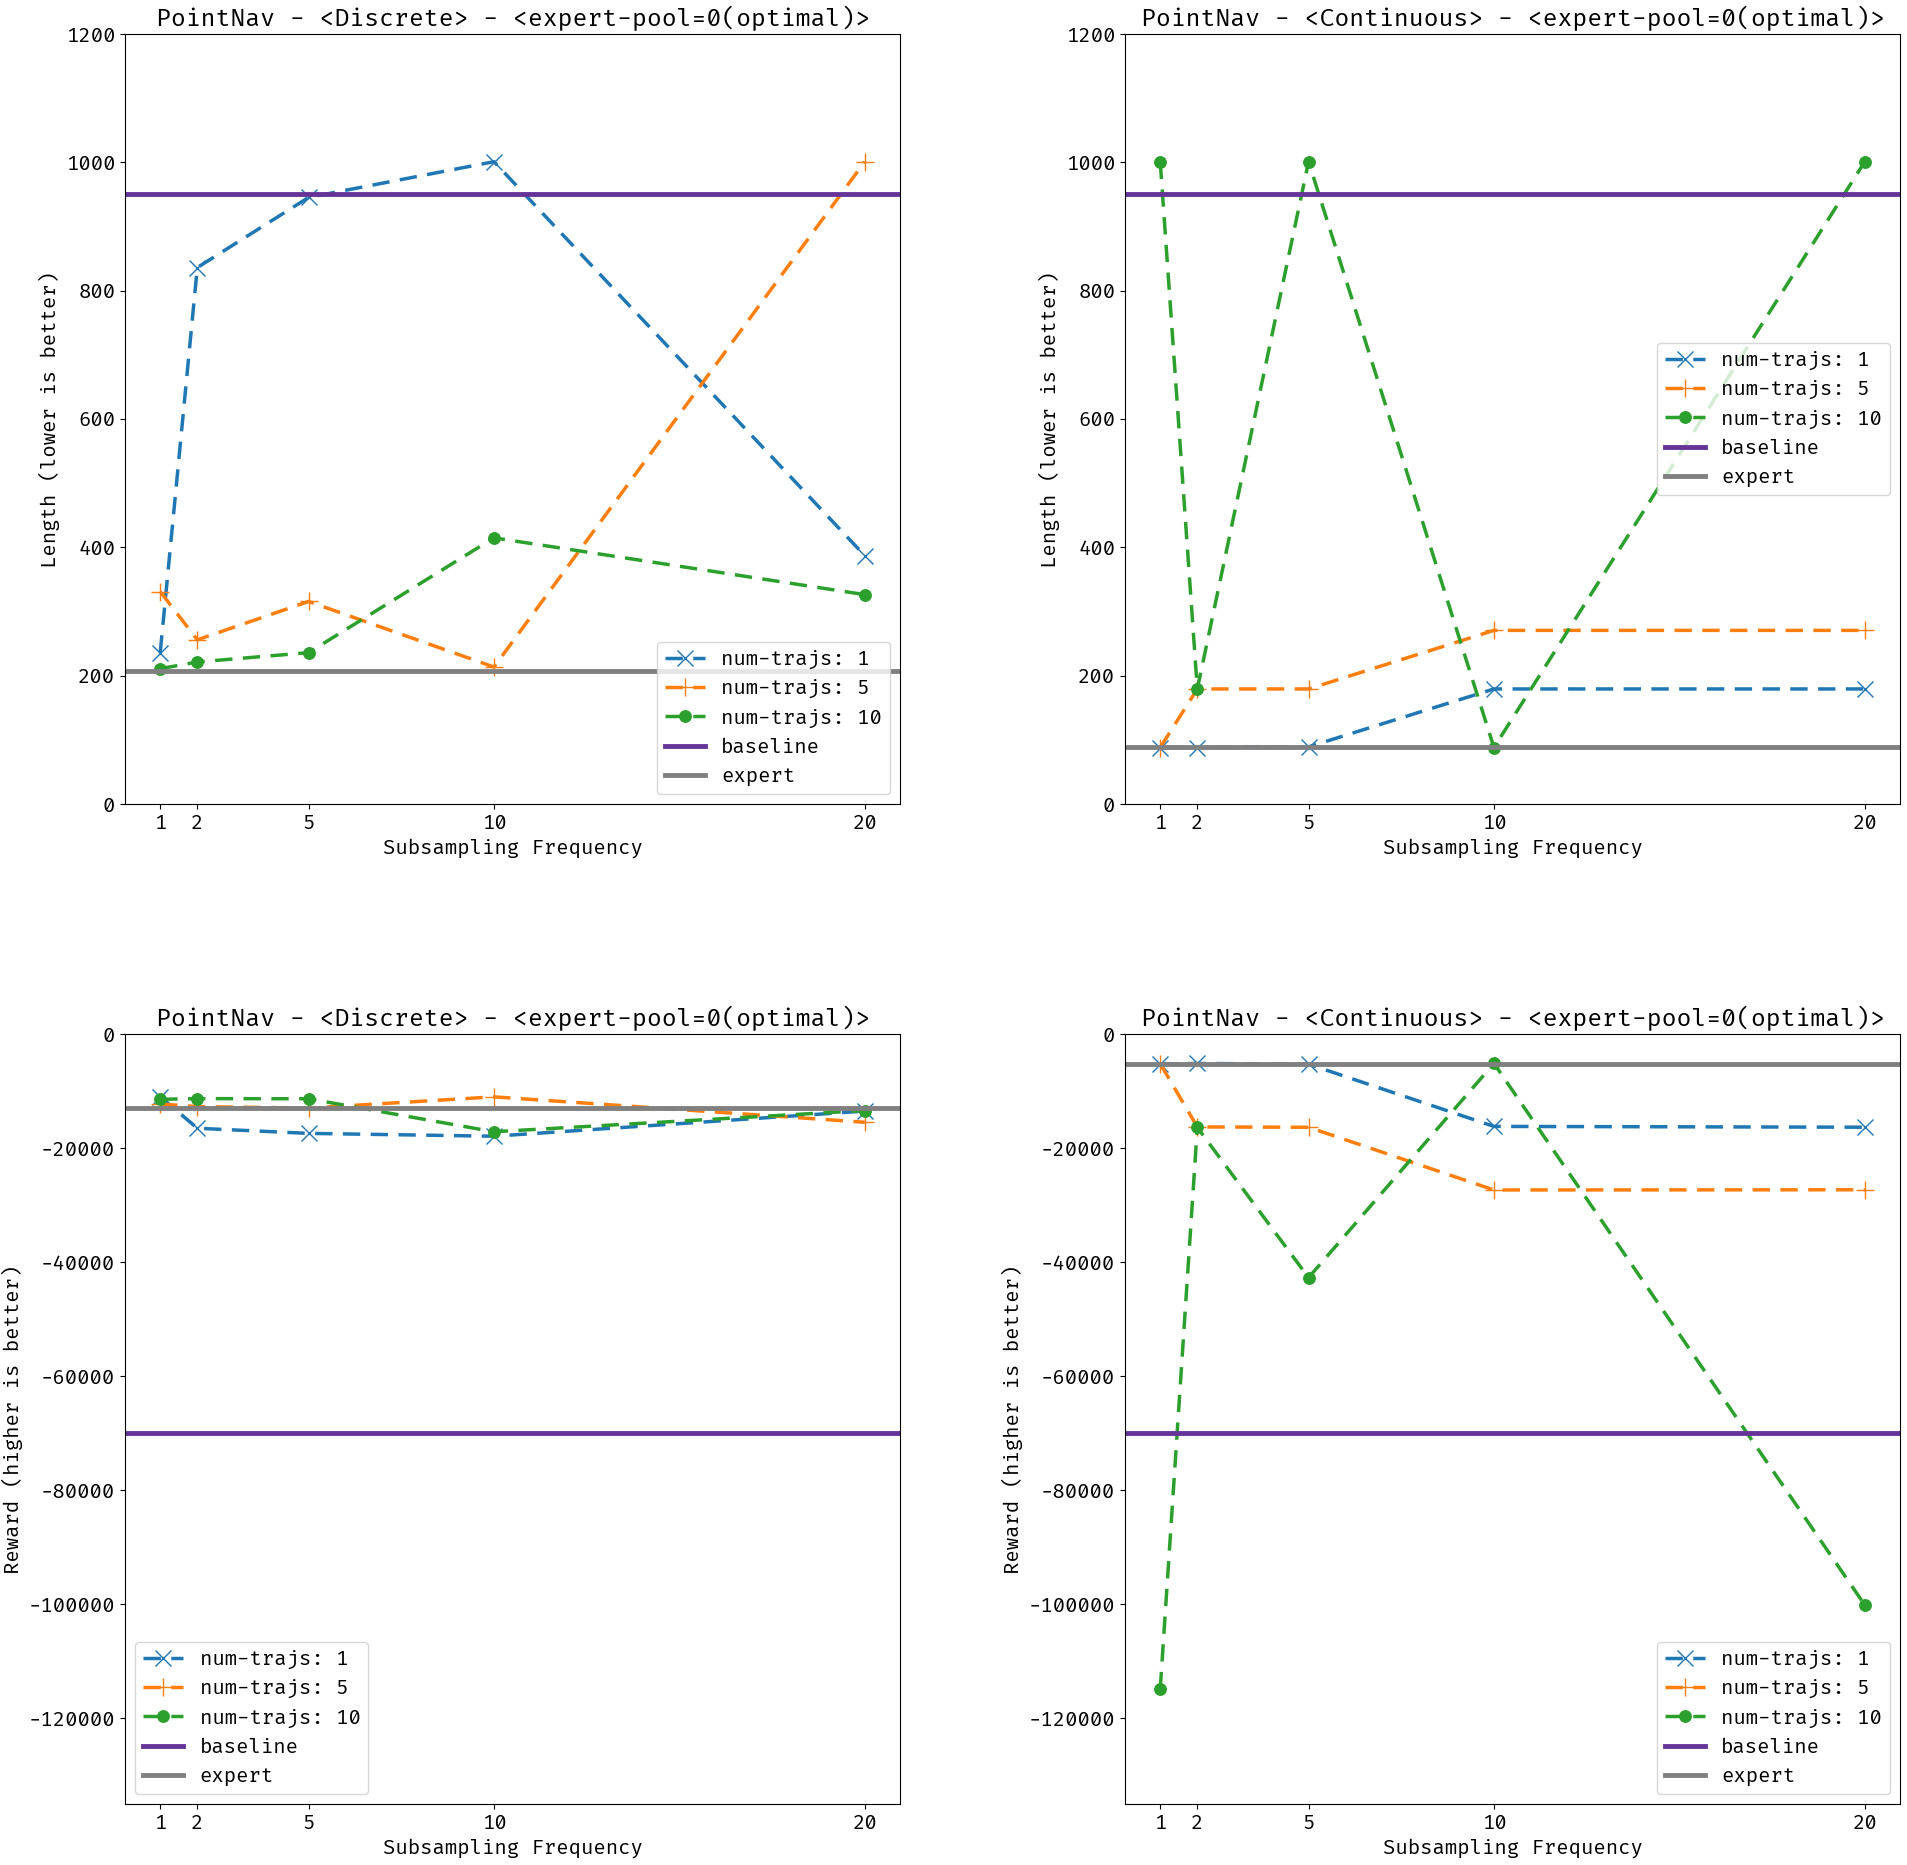 PointNav - <Discrete> - <expert-pool=0(optimal)>
Length (lower is better)
1200
1000
800
600
400
200
0
1 2 5 10 20
Subsampling Frequency
num-trajs: 1
num-trajs: 5
num-trajs: 10
baseline
expert
PointNav - <Continuous> - <expert-pool=0(optimal)>
Length (lower is better)
1200
1000
800
600
400
200
0
1 2 5 10 20
Subsampling Frequency
num-trajs: 1
num-trajs: 5
num-trajs: 10
baseline
expert
PointNav - <Discrete> - <expert-pool=0(optimal)>
Reward (higher is better)
0
-20000
-40000
-60000
-80000
-100000
-120000
1 2 5 10 20
Subsampling Frequency
num-trajs: 1
num-trajs: 5
num-trajs: 10
baseline
expert
PointNav - <Continuous> - <expert-pool=0(optimal)>
Reward (higher is better)
0
-20000
-40000
-60000
-80000
-100000
-120000
1 2 5 10 20
Subsampling Frequency
num-trajs: 1
num-trajs: 5
num-trajs: 10
baseline
expert